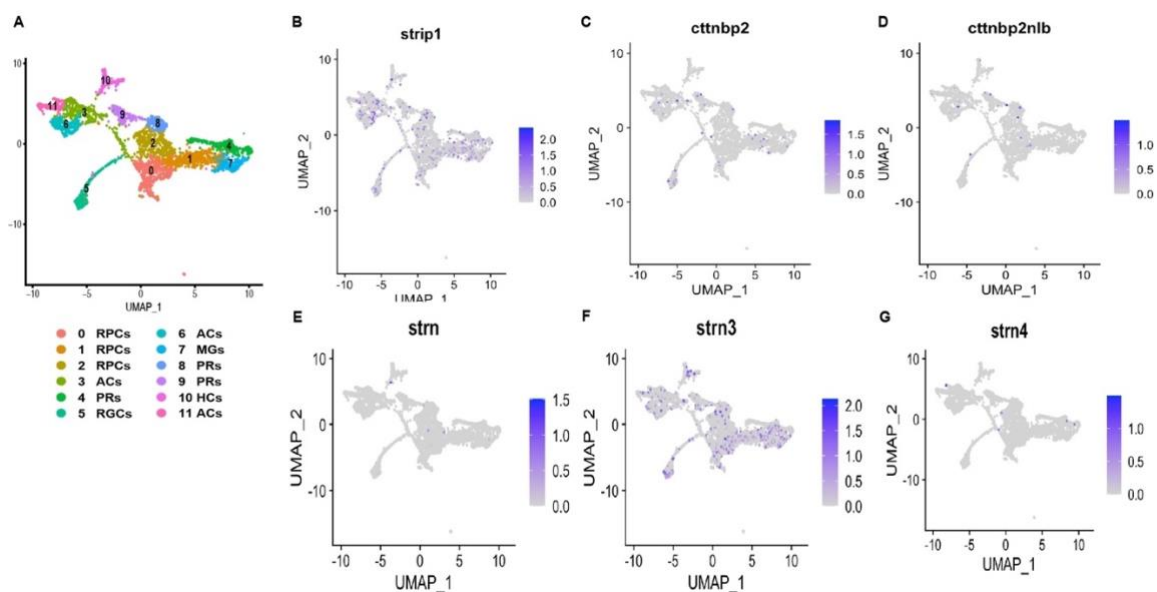 A
10
0
-10
-10
-5
0
5
10
UMAP_1
10
11
3
6
9
8
2
4
1
7
0
5
0 RPCs
1 RPCs
2 RPCs
3 ACs
4 PRs
5 RGCs
6 ACs
7 MGs
8 PRs
9 PRs
10 HCs
11 ACs
B
strip1
UMAP_2
10
0
-10
-10
-5
0
5
10
UMAP_1
2.0
1.5
1.0
0.5
0.0
C
cttnbp2
UMAP_2
10
0
-10
-10
-5
0
5
10
UMAP_1
1.5
1.0
0.5
0.0
D
cttnbp2nlb
UMAP_2
10
0
-10
-10
-5
0
5
10
UMAP_1
1.0
0.5
0.0
E
strn
UMAP_2
10
0
-10
-10
-5
0
5
10
UMAP_1
1.5
1.0
0.5
0.0
F
strn3
UMAP_2
10
0
-10
-10
-5
0
5
10
UMAP_1
2.0
1.5
1.0
0.5
0.0
G
strn4
UMAP_2
10
0
-10
-10
-5
0
5
10
UMAP_1
1.0
0.5
0.0